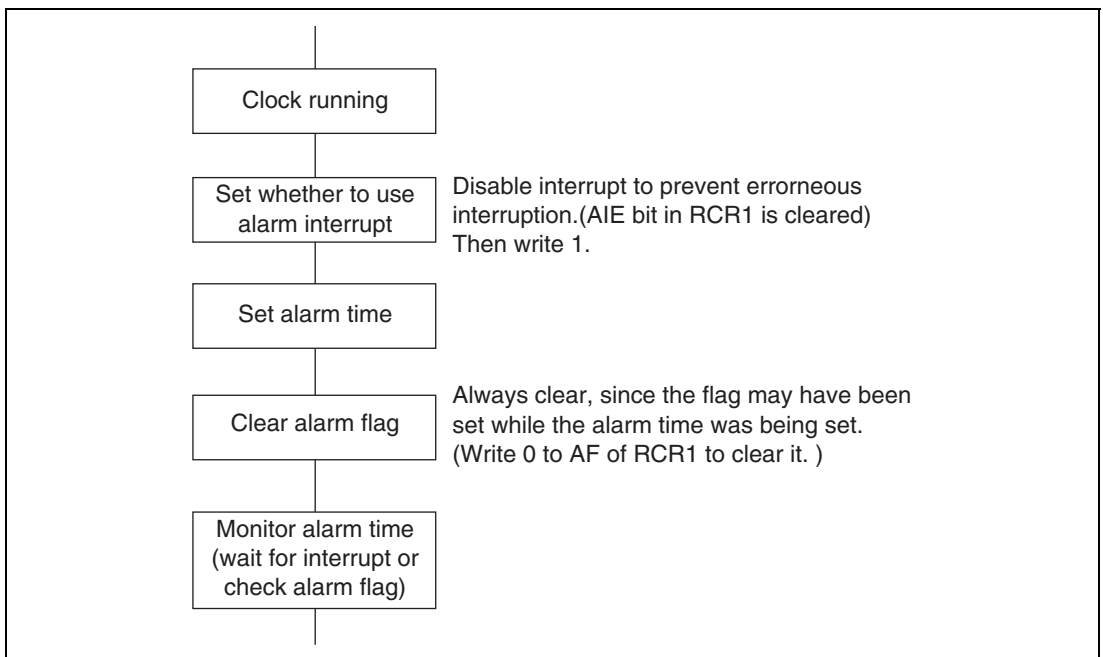 Clock running
Set whether to use
alarm interrupt
Disable interrupt to prevent errorneous
interruption.(AIE bit in RCR1 is cleared)
Then write 1.
Set alarm time
Clear alarm flag
Always clear, since the flag may have been
set while the alarm time was being set.
(Write 0 to AF of RCR1 to clear it. )
Monitor alarm time
(wait for interrupt or
check alarm flag)